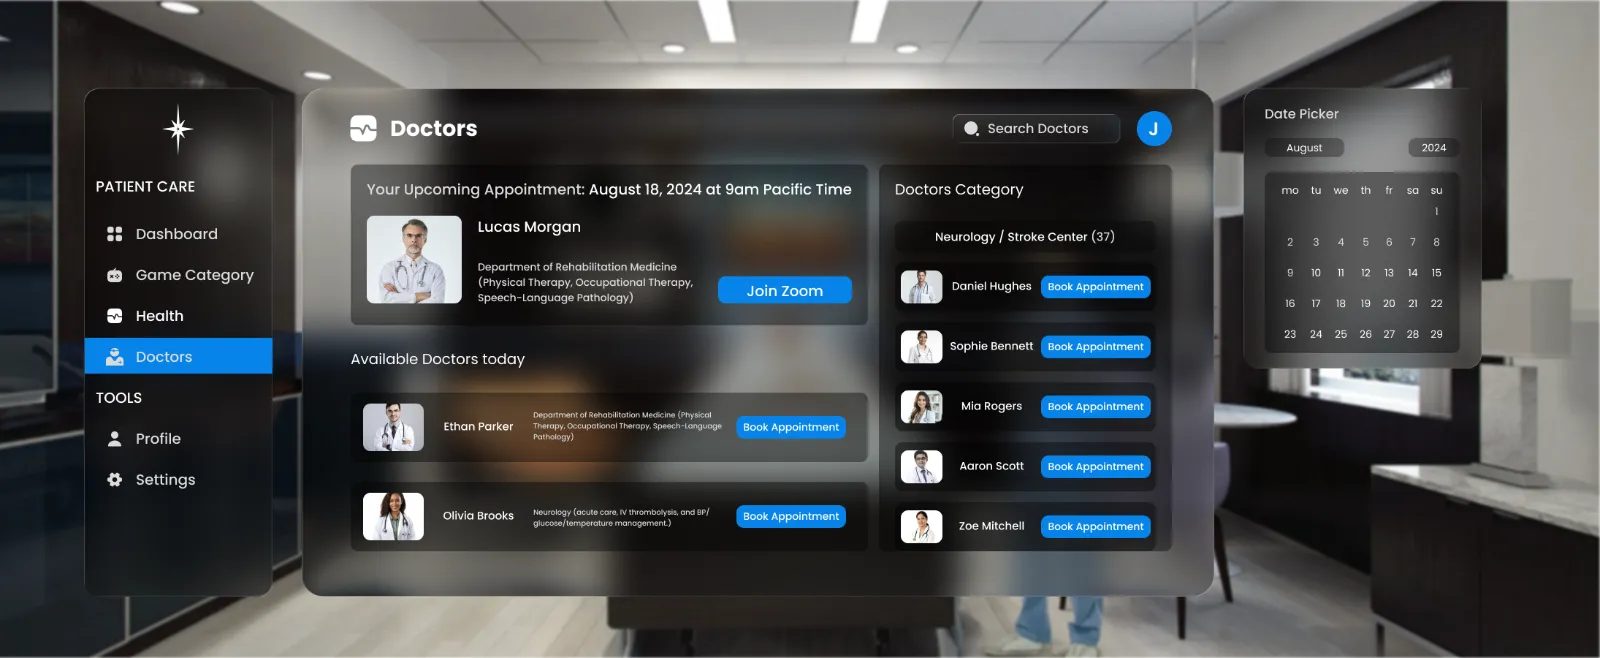 PATIENT CARE
Dashboard
Game Category
Health
Doctors
TOOLS
Profile
Settings
Doctors
Search Doctors
J
Your Upcoming Appointment: August 18, 2024 at 9am Pacific Time
Lucas Morgan
Department of Rehabilitation Medicine
(Physical Therapy, Occupational Therapy,
Speech-Language Pathology)
Join Zoom
Available Doctors today
Ethan Parker
Department of Rehabilitation Medicine (Physical
Therapy, Occupational Therapy, Speech-Language
Pathology)
Book Appointment
Olivia Brooks
Neurology (acute care, IV thrombolysis, and BP/
glucose/temperature management.)
Book Appointment
Doctors Category
Neurology / Stroke Center (37)
Daniel Hughes Book Appointment
Sophie Bennett Book Appointment
Mia Rogers Book Appointment
Aaron Scott Book Appointment
Zoe Mitchell Book Appointment
Date Picker
August 2024
mo tu we th fr sa su
1
2 3 4 5 6 7 8
9 10 11 12 13 14 15
16 17 18 19 20 21 22
23 24 25 26 27 28 29